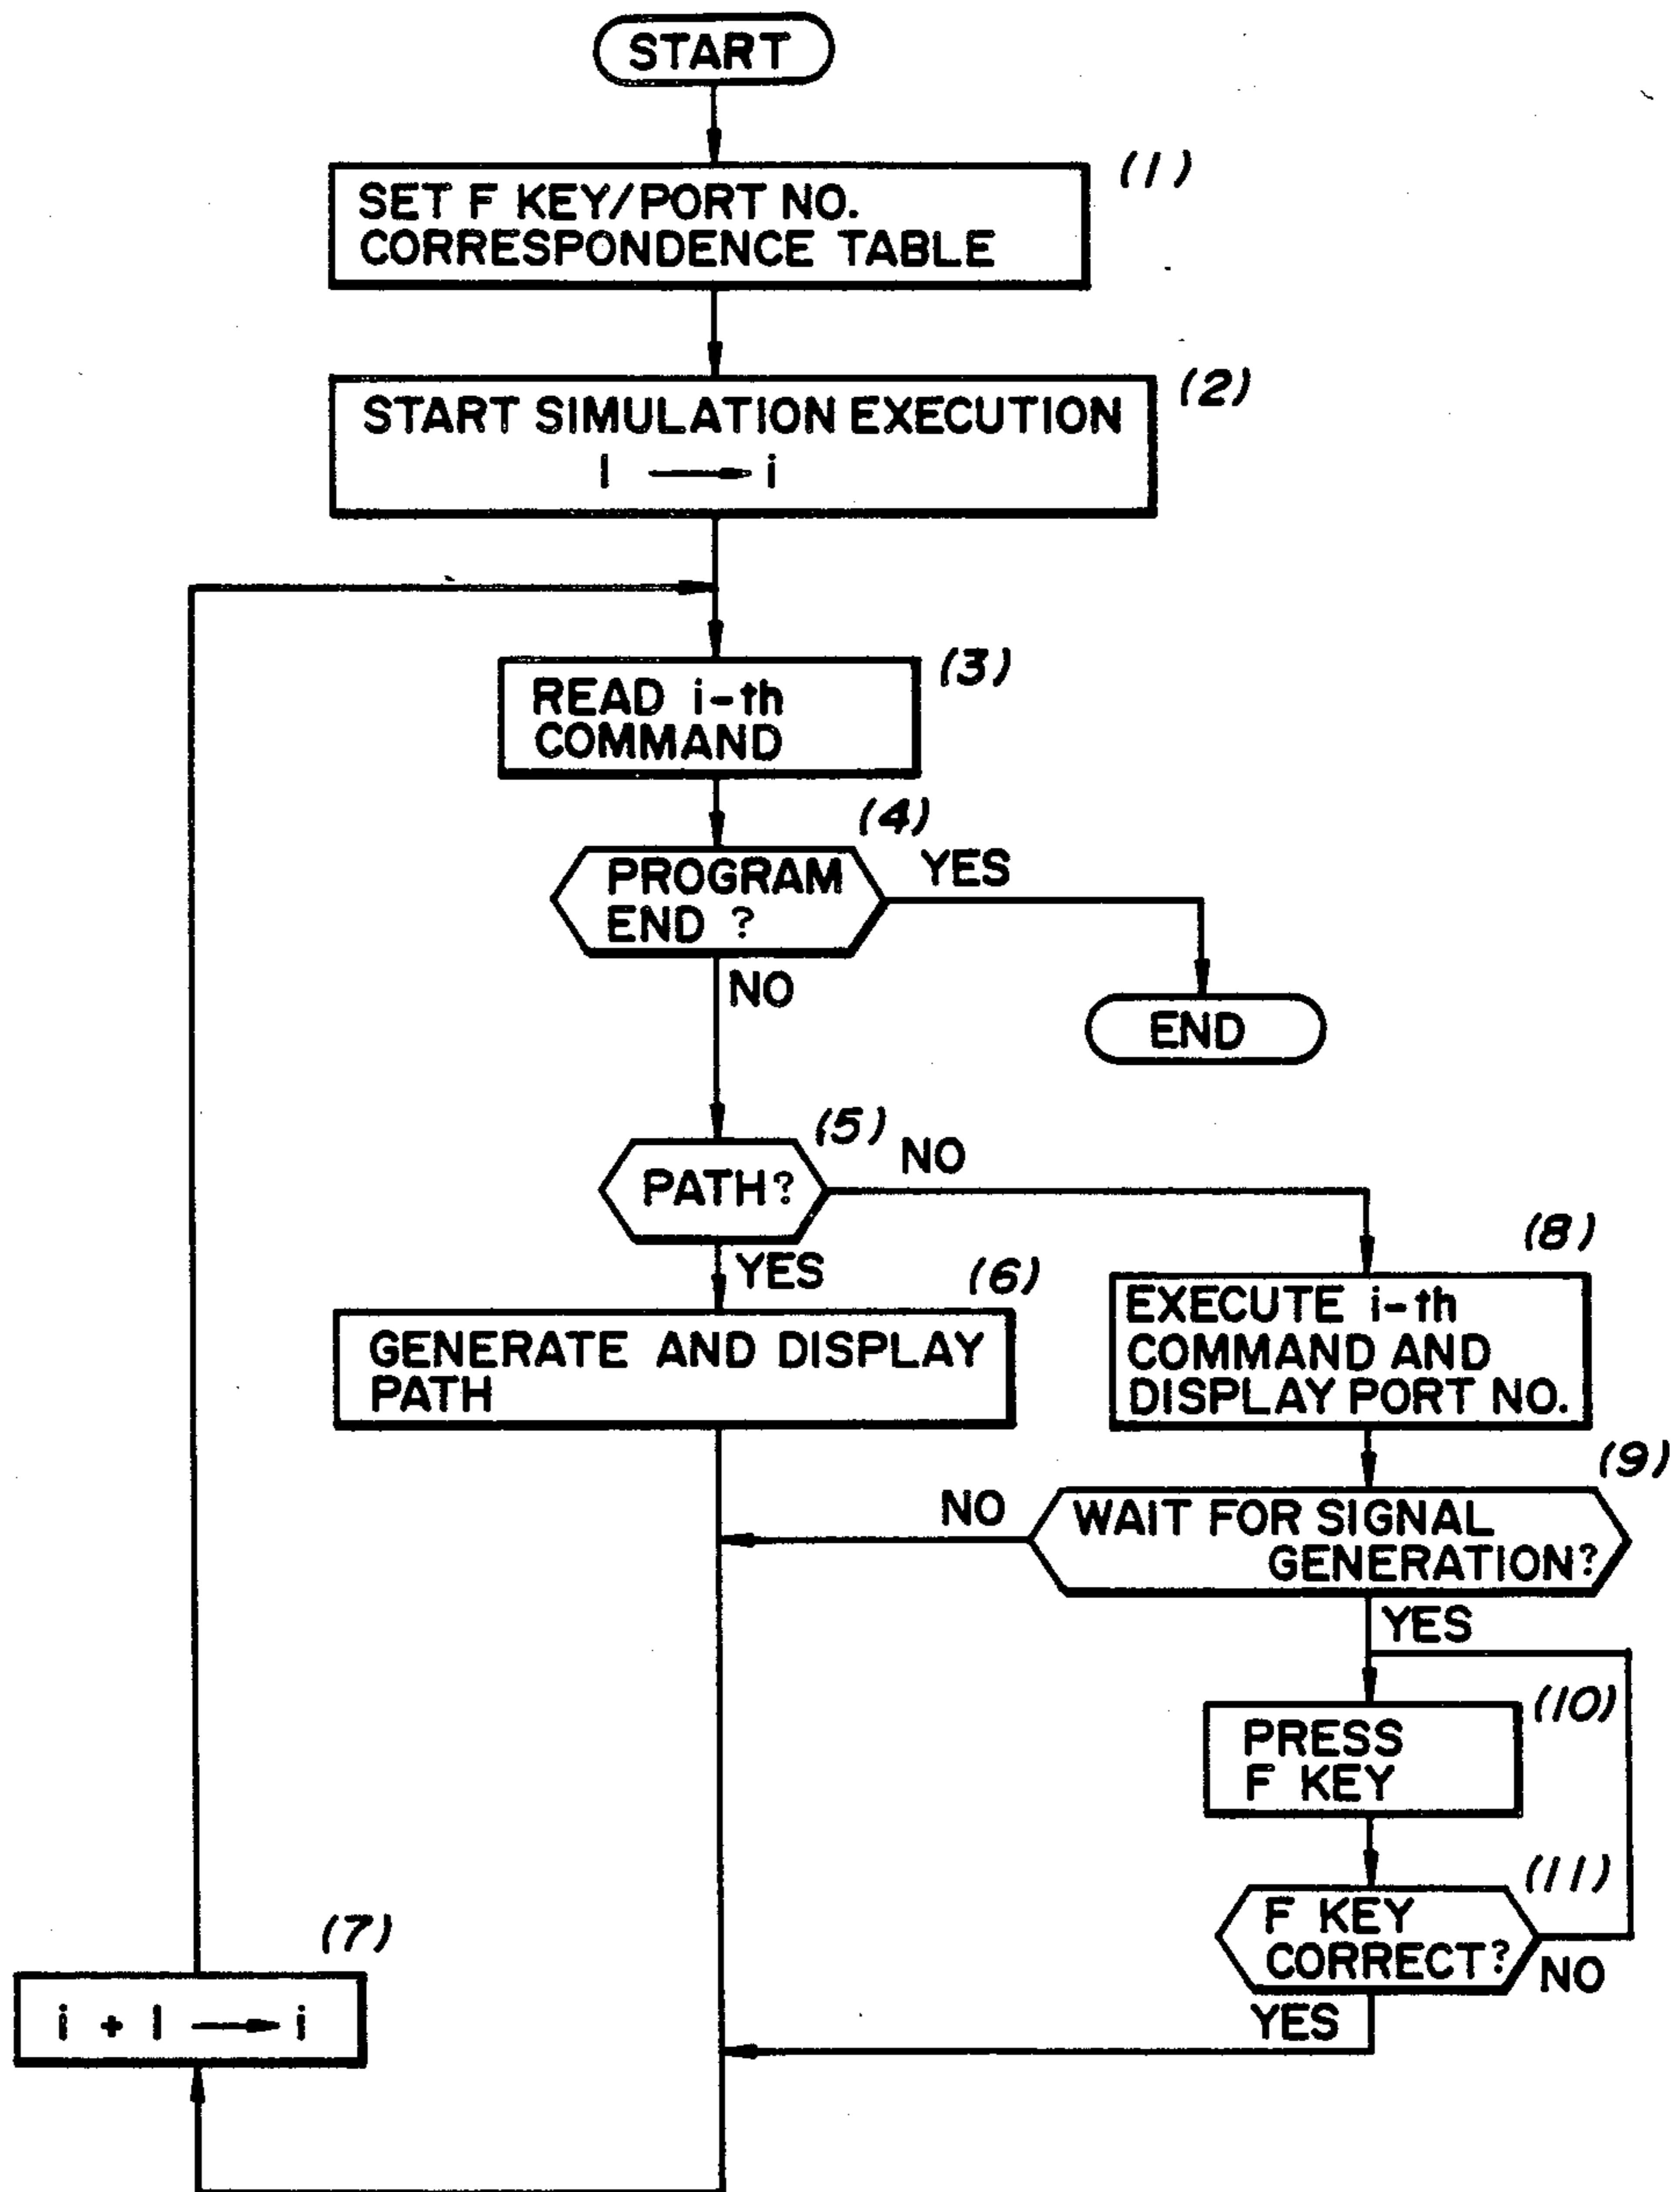 START
(1)
SET F KEY/PORT NO.
CORRESPONDENCE TABLE
(2)
START SIMULATION EXECUTION
1 → i
(3)
READ i-th
COMMAND
(4)
PROGRAM
END ?
YES
NO
END
(5)
PATH?
NO
YES
(6)
GENERATE AND DISPLAY
PATH
(8)
EXECUTE i-th
COMMAND AND
DISPLAY PORT NO.
(9)
WAIT FOR SIGNAL
GENERATION?
NO
YES
(10)
PRESS
F KEY
(11)
F KEY
CORRECT?
NO
YES
(7)
i + 1 → i